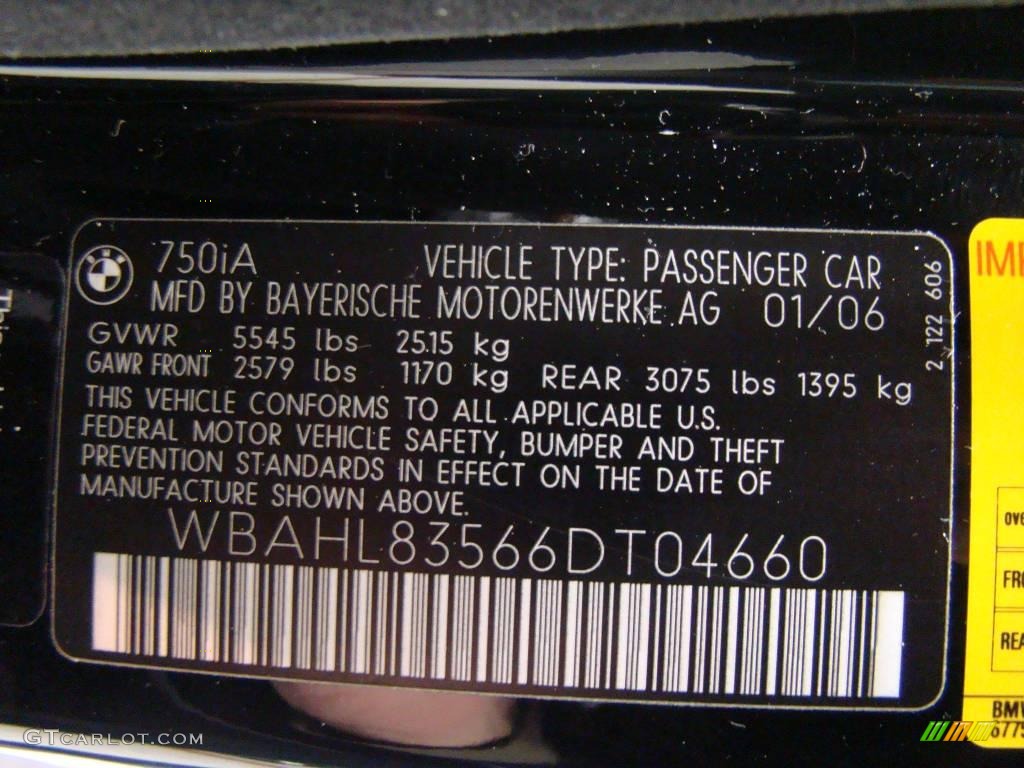 750iA VEHICLE TYPE: PASSENGER CAR
MFD BY BAYERISCHE MOTORENWERKE AG 01/06
GVWR 5545 lbs 2515 kg
GAWR FRONT 2579 lbs 1170 kg REAR 3075 lbs 1395 kg
THIS VEHICLE CONFORMS TO ALL APPLICABLE U.S.
FEDERAL MOTOR VEHICLE SAFETY, BUMPER AND THEFT
PREVENTION STANDARDS IN EFFECT ON THE DATE OF
MANUFACTURE SHOWN ABOVE.
WBAHL83566DT04660
2 122 606
BMW
GTCARLOT.COM